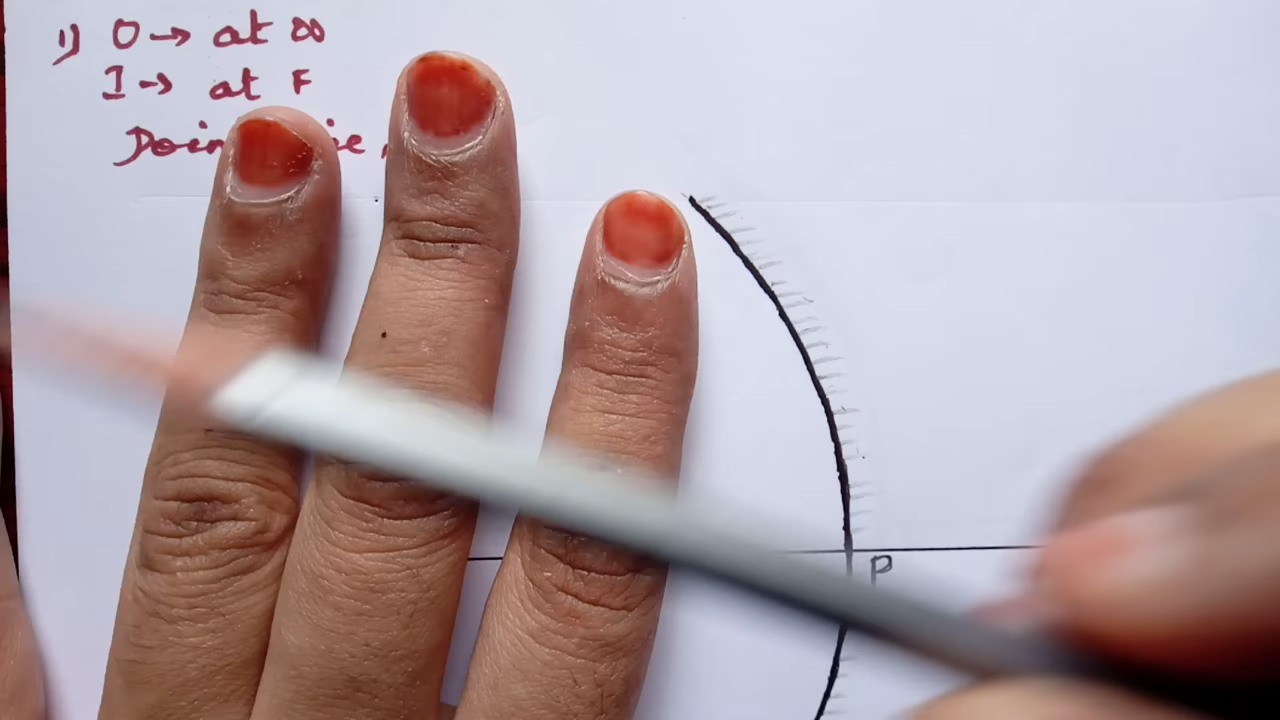 1) O → at ∞
I → at F
P